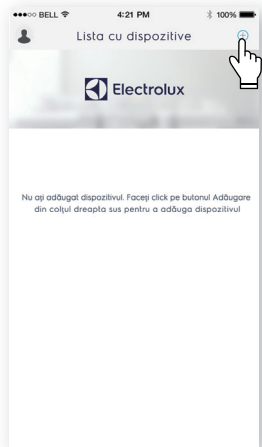 BELL 4:21 PM 100%
Lista cu dispozitive
Electrolux
Nu ați adăugat dispozitivul. Faceți click pe butonul Adăugare
din colțul dreapta sus pentru a adăuga dispozitivul